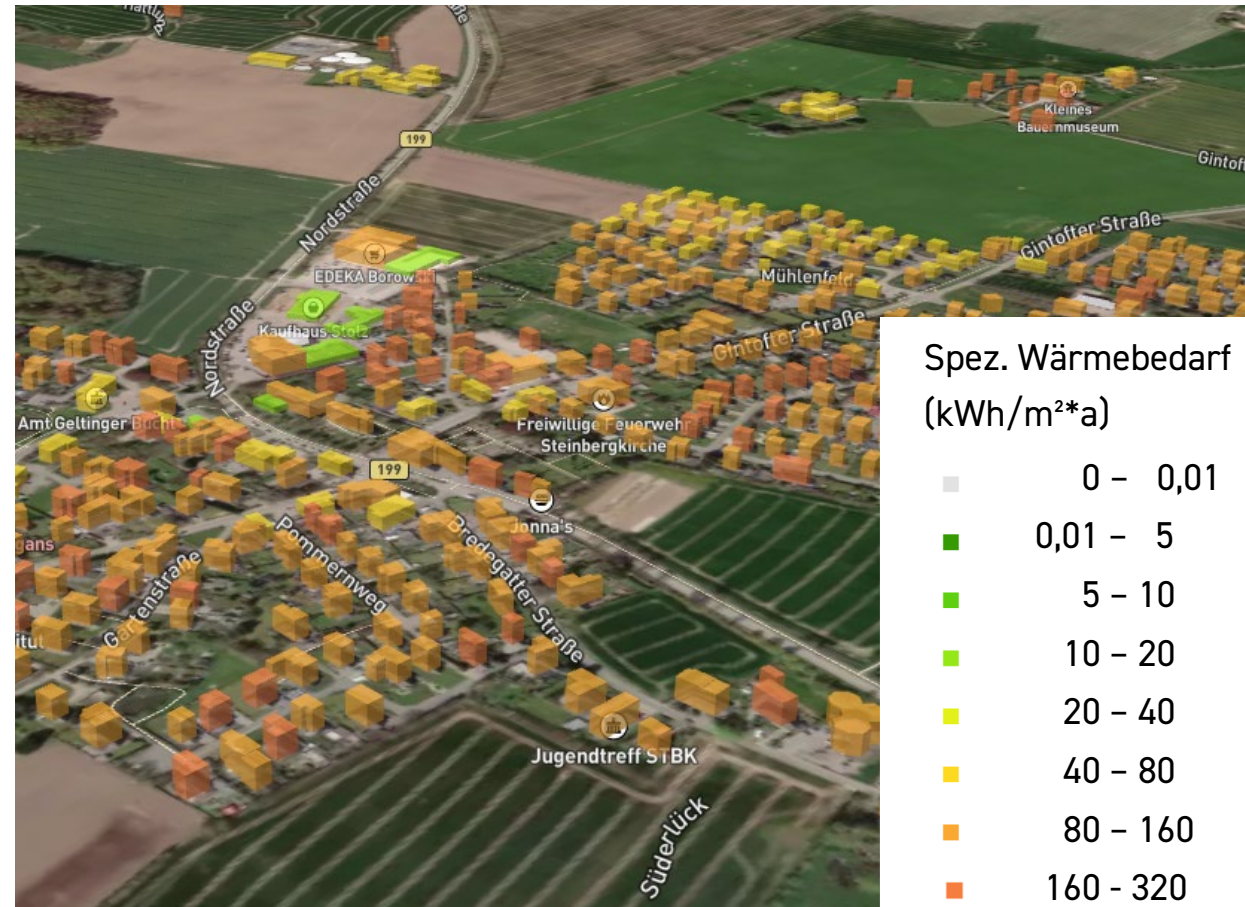 199
Kleines
Bauernmuseum
Nordstraße
Gintofter Straße
EDEKA
Mühlenfeld
Kaufhaus Stolz
Nordstraße
Gintofter Straße
Amt Geltinger Bucht
Freiwillige Feuerwehr
Steinbergkirche
199
Jonna's
Pommernweg
Bredegatter Straße
Gartenstraße
Jugendtreff STBK
Süderlück
Spez. Wärmebedarf
(kWh/m²*a)
0 – 0,01
0,01 – 5
5 – 10
10 – 20
20 – 40
40 – 80
80 – 160
160 - 320